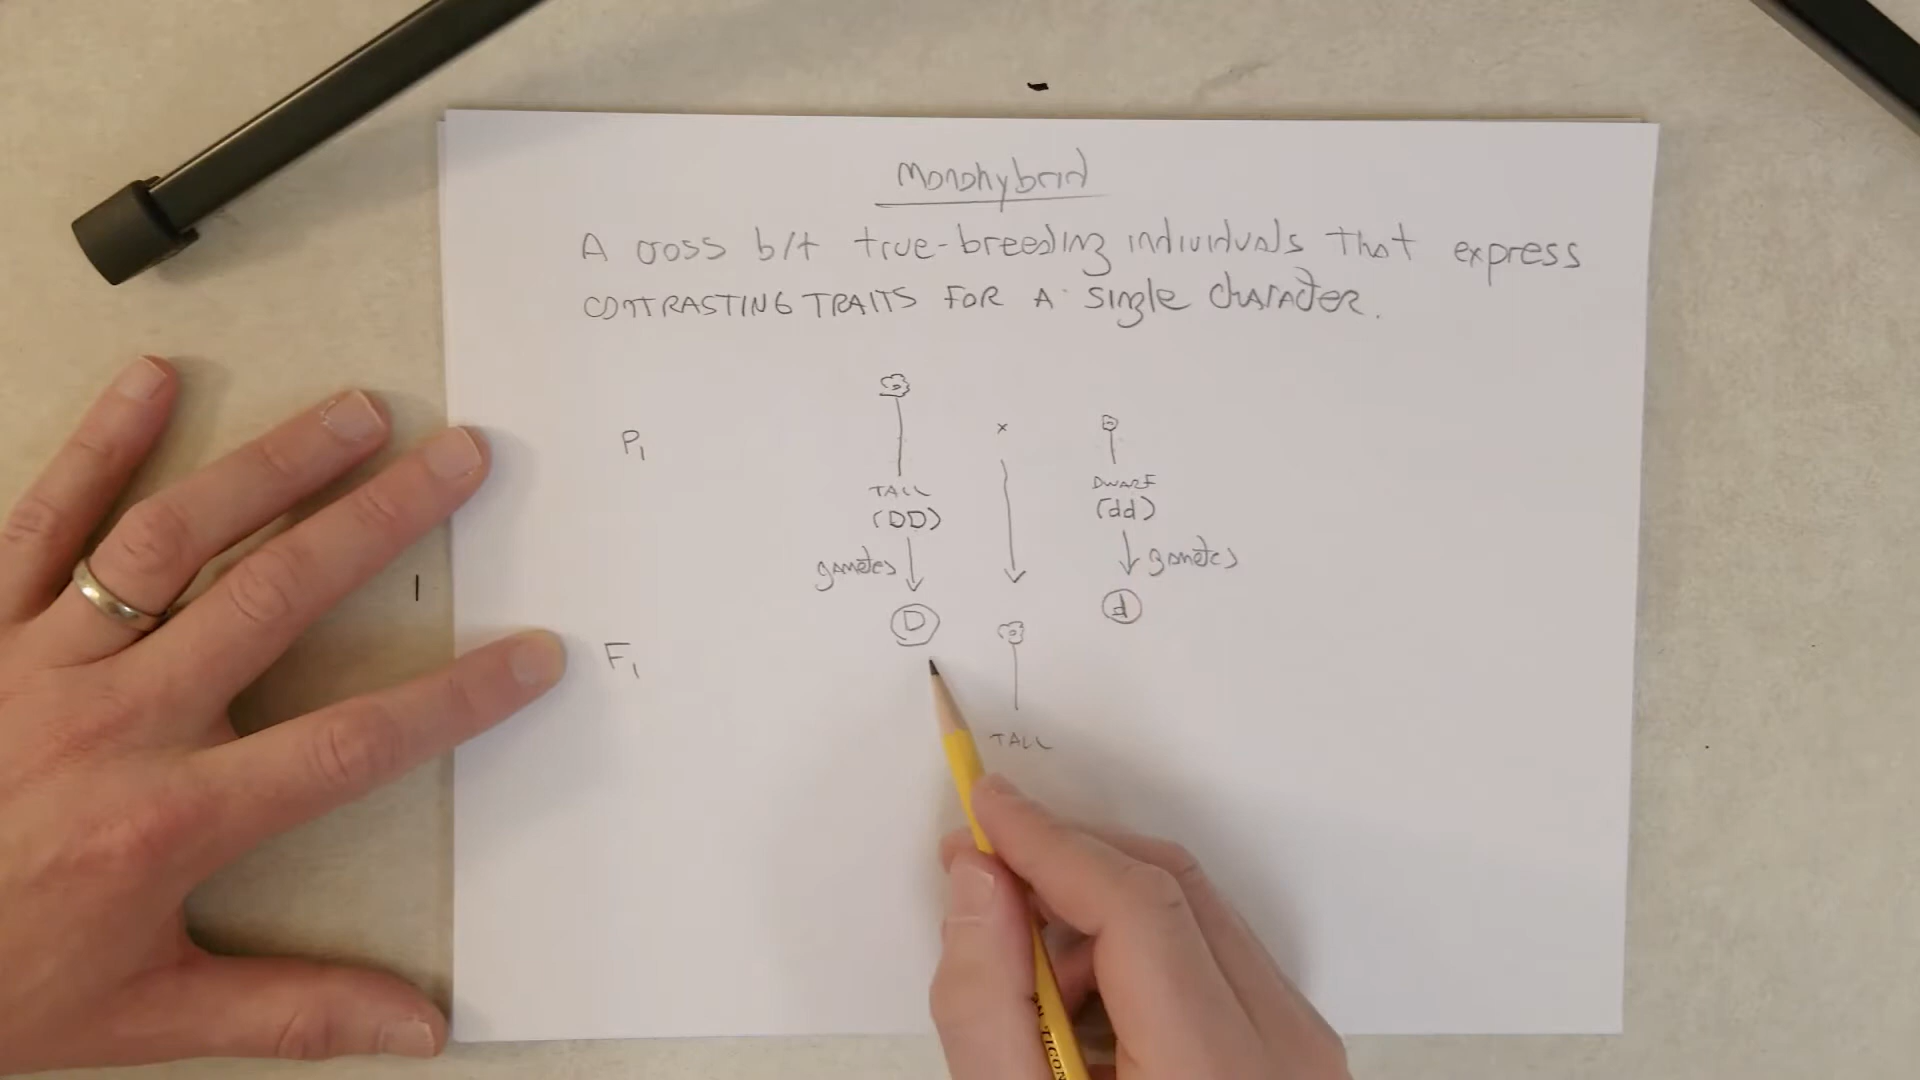 Monohybrid
A cross b/t true-breeding individuals that express
CONTRASTING TRAITS FOR A single CHARACTER.
P1
x
TALL
DWARF
(DD)
(dd)
gametes
gametes
D
d
F1
TALL
TICON